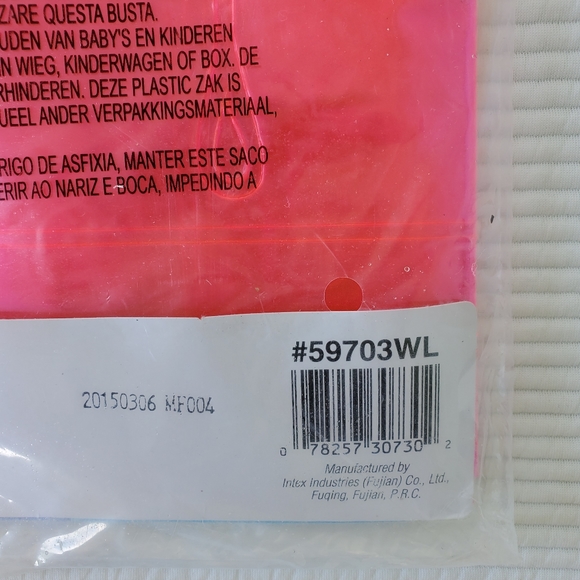 ZARE QUESTA BUSTA.
UDEN VAN BABY'S EN KINDEREN
N WIEG, KINDERWAGEN OF BOX. DE
RHINDEREN. DEZE PLASTIC ZAK IS
UEEL ANDER VERPAKKINGSMATERIAAL,
RIGO DE ASFIXIA, MANTER ESTE SACO
ERIR AO NARIZ E BOCA, IMPEDINDO A
#59703WL
20150306 MF004
0 78257 30730 2
Manufactured by
Intex Industries (Fujian) Co., Ltd.,
Fuqing, Fujian, P.R.C.